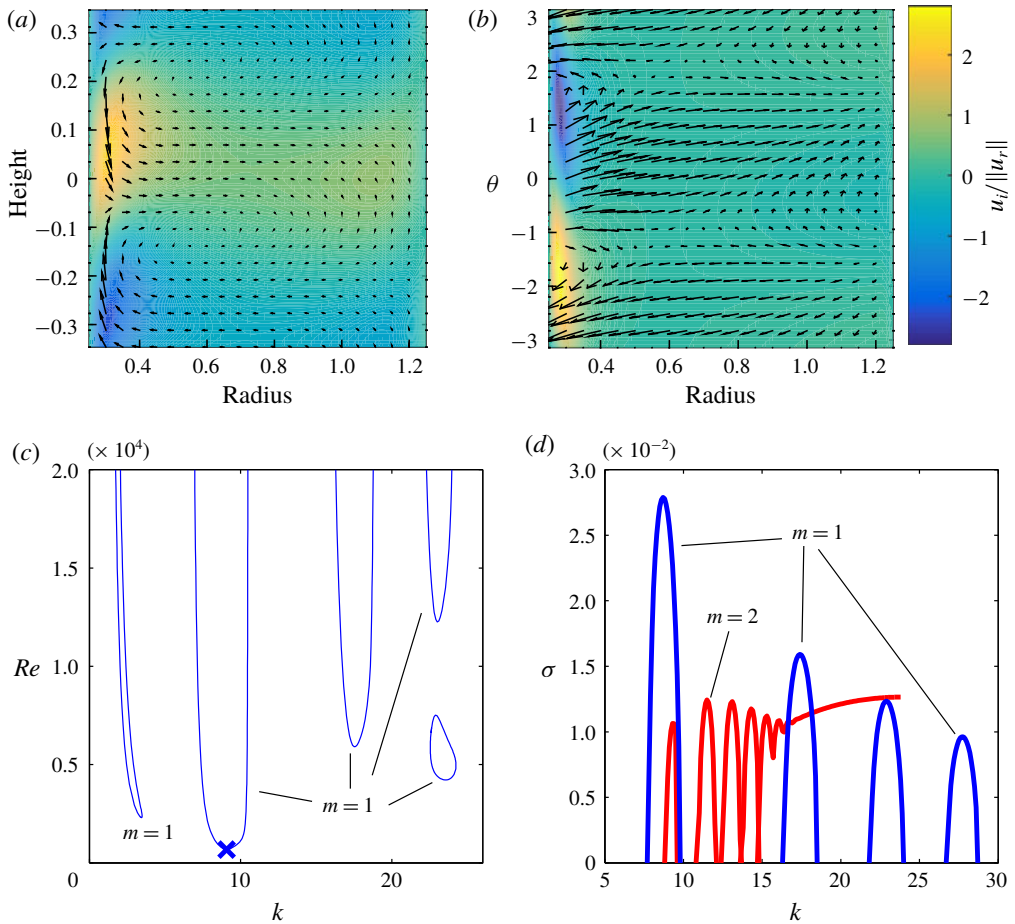 (a)
0.3
0.2
0.1
0
−0.1
−0.2
−0.3
Height
0.4 0.6 0.8 1.0 1.2
Radius
(b)
3
2
1
0
−1
−2
−3
θ
0.4 0.6 0.8 1.0 1.2
Radius
2
1
0
−1
−2
u_i/||u_r||
(c)
(× 10⁴)
2.0
1.5
1.0
0.5
Re
m = 1
m = 1
0 10 20
k
(d)
(× 10⁻²)
3.0
2.5
2.0
1.5
1.0
0.5
0
σ
m = 1
m = 2
5 10 15 20 25 30
k